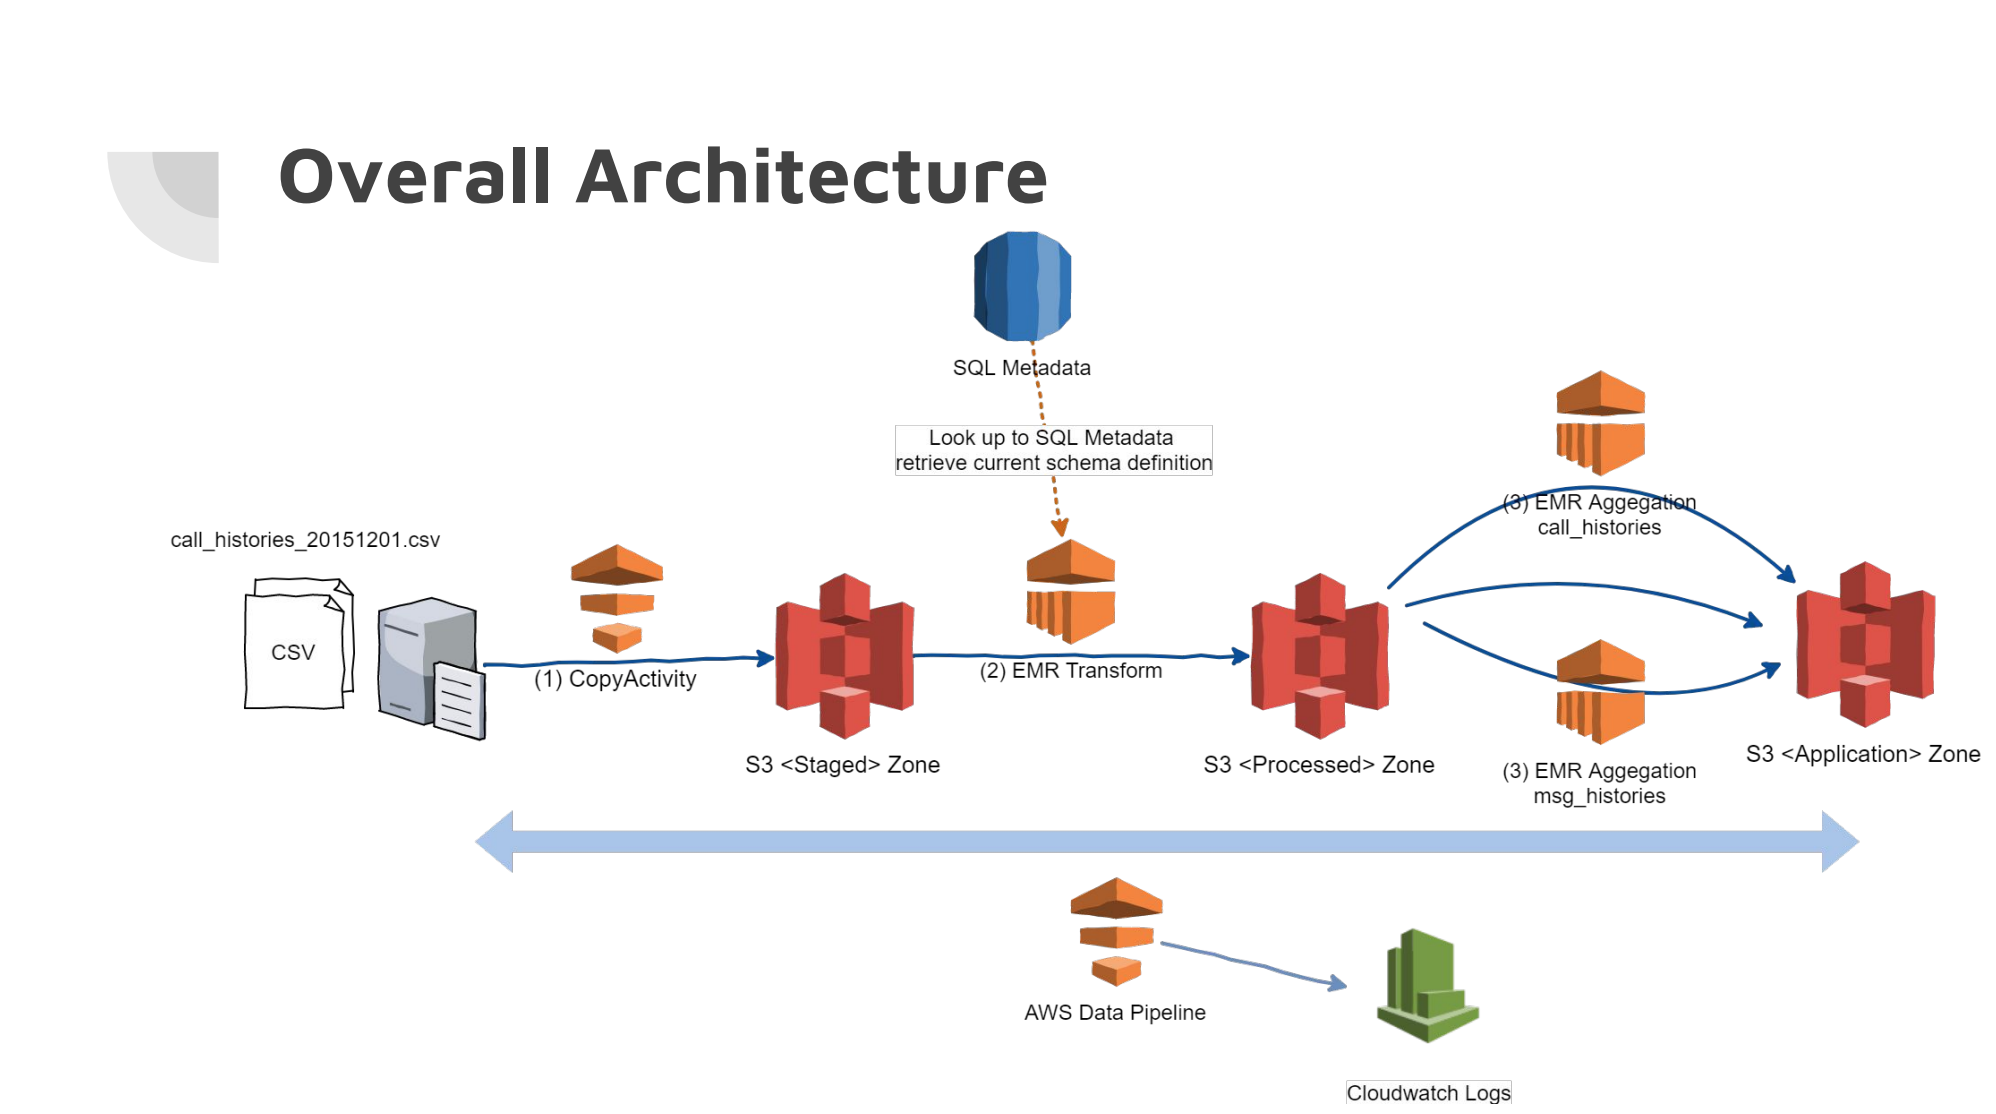 Overall Architecture
SQL Metadata
Look up to SQL Metadata
retrieve current schema definition
call_histories_20151201.csv
CSV
(1) CopyActivity
S3 <Staged> Zone
(2) EMR Transform
S3 <Processed> Zone
(3) EMR Aggegation
call_histories
(3) EMR Aggegation
msg_histories
S3 <Application> Zone
AWS Data Pipeline
Cloudwatch Logs